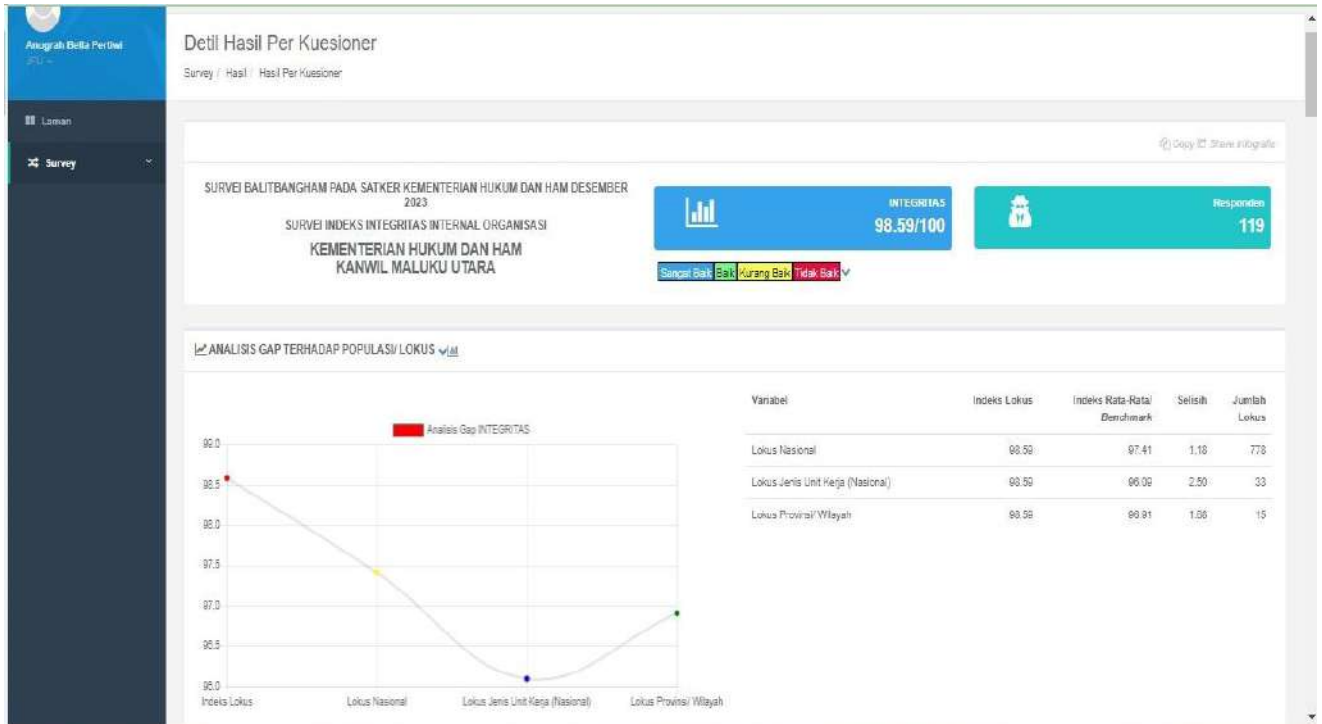 Anugrah Bella Pertiwi
JFU
Laman
Survey
Detil Hasil Per Kuesioner
Survey / Hasil / Hasil Per Kuesioner
Copy Share Infografis
SURVEI BALITBANGHAM PADA SATKER KEMENTERIAN HUKUM DAN HAM DESEMBER
2023
SURVEI INDEKS INTEGRITAS INTERNAL ORGANISASI
KEMENTERIAN HUKUM DAN HAM
KANWIL MALUKU UTARA
INTEGRITAS
98.59/100
Responden
119
Sangat Baik Baik Kurang Baik Tidak Baik
ANALISIS GAP TERHADAP POPULASI/ LOKUS
Analisis Gap INTEGRITAS
99.0
98.5
98.0
97.5
97.0
96.5
96.0
Indeks Lokus Lokus Nasional Lokus Jenis Unit Kerja (Nasional) Lokus Provinsi/ Wilayah
Variabel Indeks Lokus Indeks Rata-Rata/ Selisih Jumlah
Benchmark Lokus
Lokus Nasional 98.59 97.41 1.18 778
Lokus Jenis Unit Kerja (Nasional) 98.59 96.09 2.50 33
Lokus Provinsi/ Wilayah 98.59 96.91 15